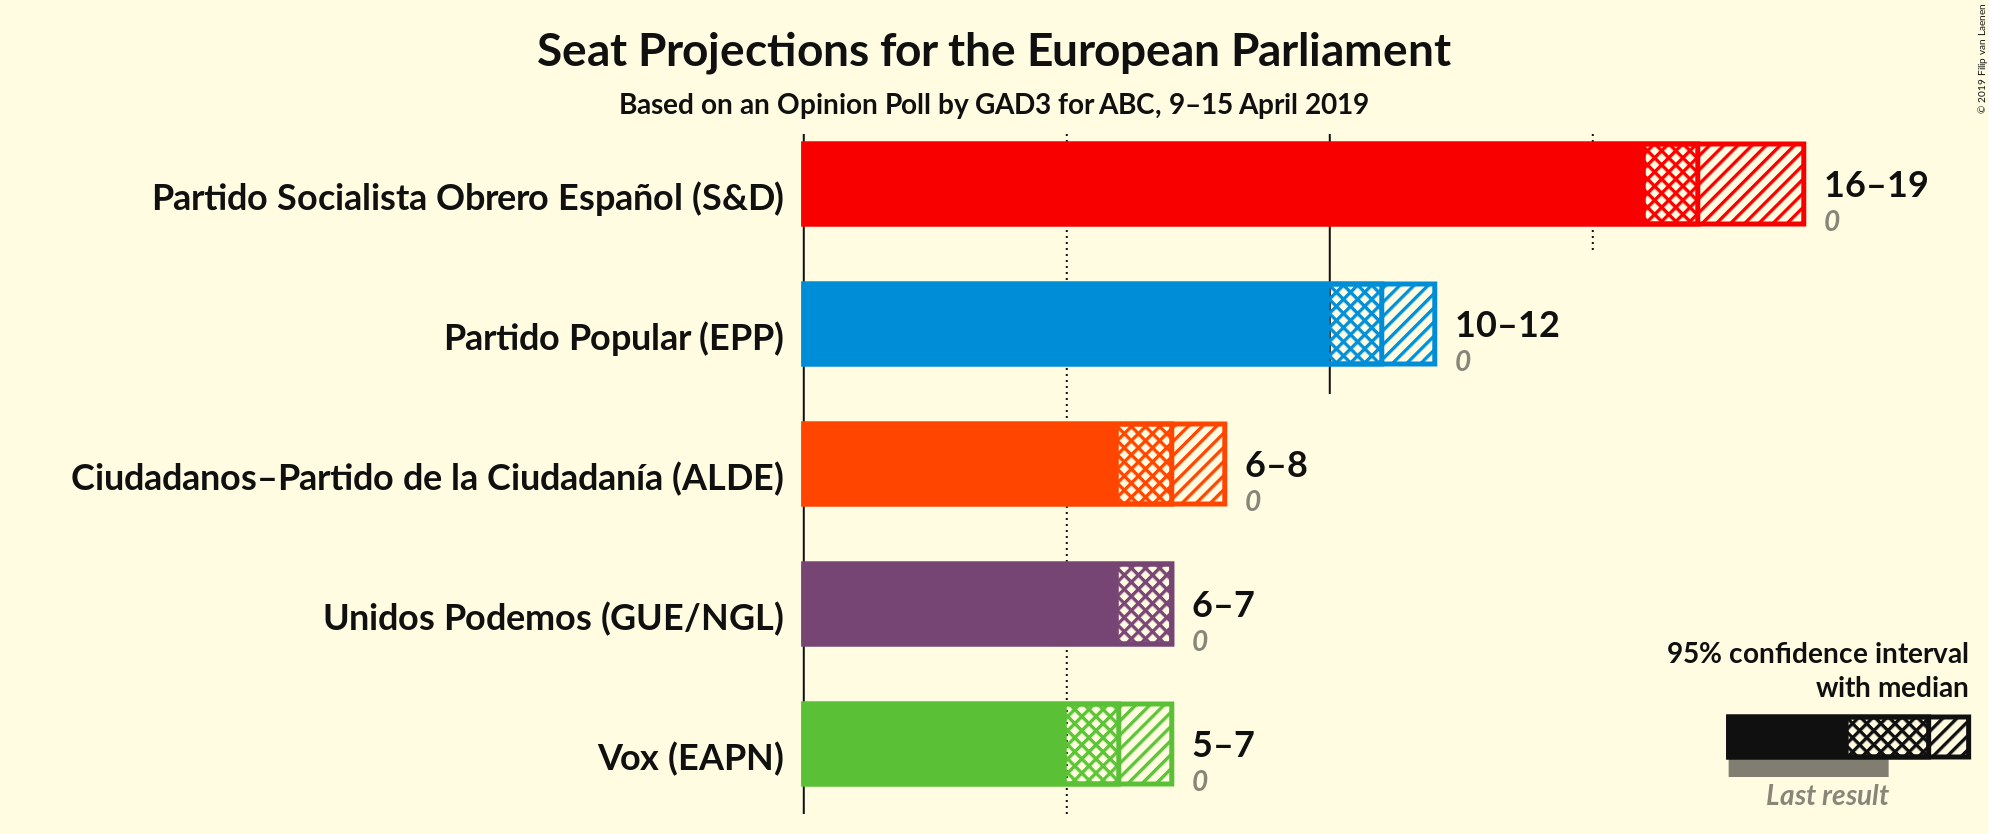 Seat Projections for the European Parliament
Based on an Opinion Poll by GAD3 for ABC, 9–15 April 2019
© 2019 Filip van Laenen
Partido Socialista Obrero Español (S&D)
16–19
0
Partido Popular (EPP)
10–12
0
Ciudadanos–Partido de la Ciudadanía (ALDE)
6–8
0
Unidos Podemos (GUE/NGL)
6–7
0
Vox (EAPN)
5–7
0
95% confidence interval
with median
Last result